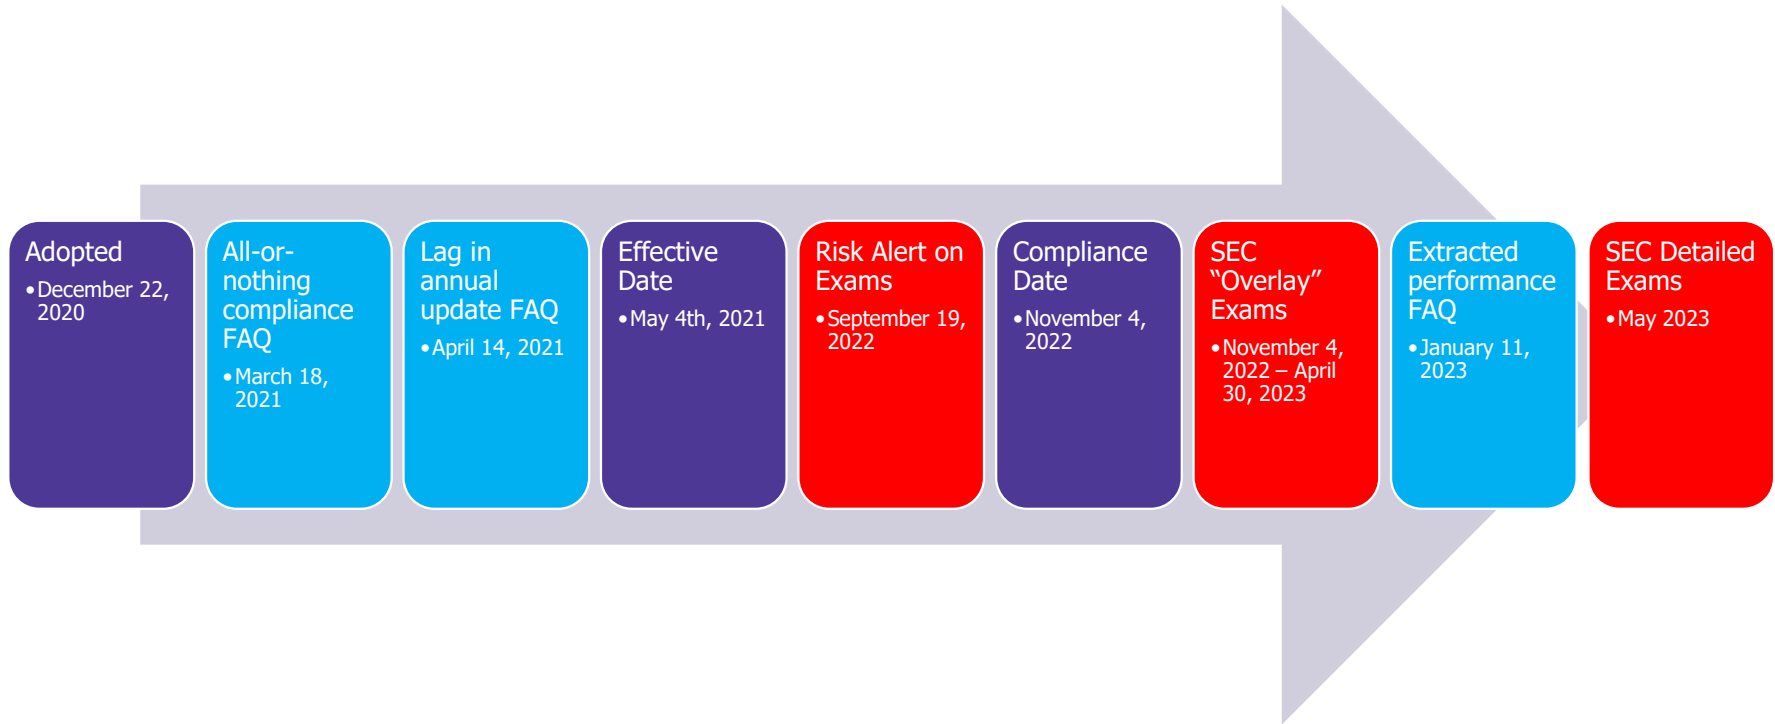 Adopted
•December 22,
2020
All-or-
nothing
compliance
FAQ
•March 18,
2021
Lag in
annual
update FAQ
•April 14, 2021
Effective
Date
•May 4th, 2021
Risk Alert on
Exams
•September 19,
2022
Compliance
Date
•November 4,
2022
SEC
“Overlay”
Exams
•November 4,
2022 – April
30, 2023
Extracted
performance
FAQ
•January 11,
2023
SEC Detailed
Exams
•May 2023